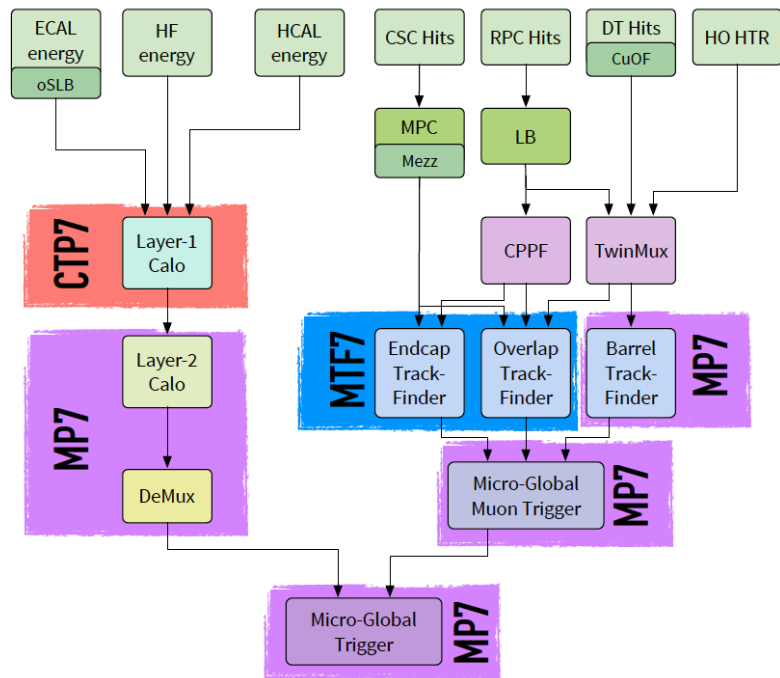 ECAL
energy
oSLB
HF
energy
HCAL
energy
CSC Hits
RPC Hits
DT Hits
CuOF
HO HTR
MPC
Mezz
LB
CTP7
Layer-1
Calo
CPPF
TwinMux
MP7
Layer-2
Calo
DeMux
MTF7
Endcap
Track-
Finder
Overlap
Track-
Finder
Barrel
Track-
Finder
MP7
Micro-Global
Muon Trigger
MP7
Micro-Global
Trigger
MP7